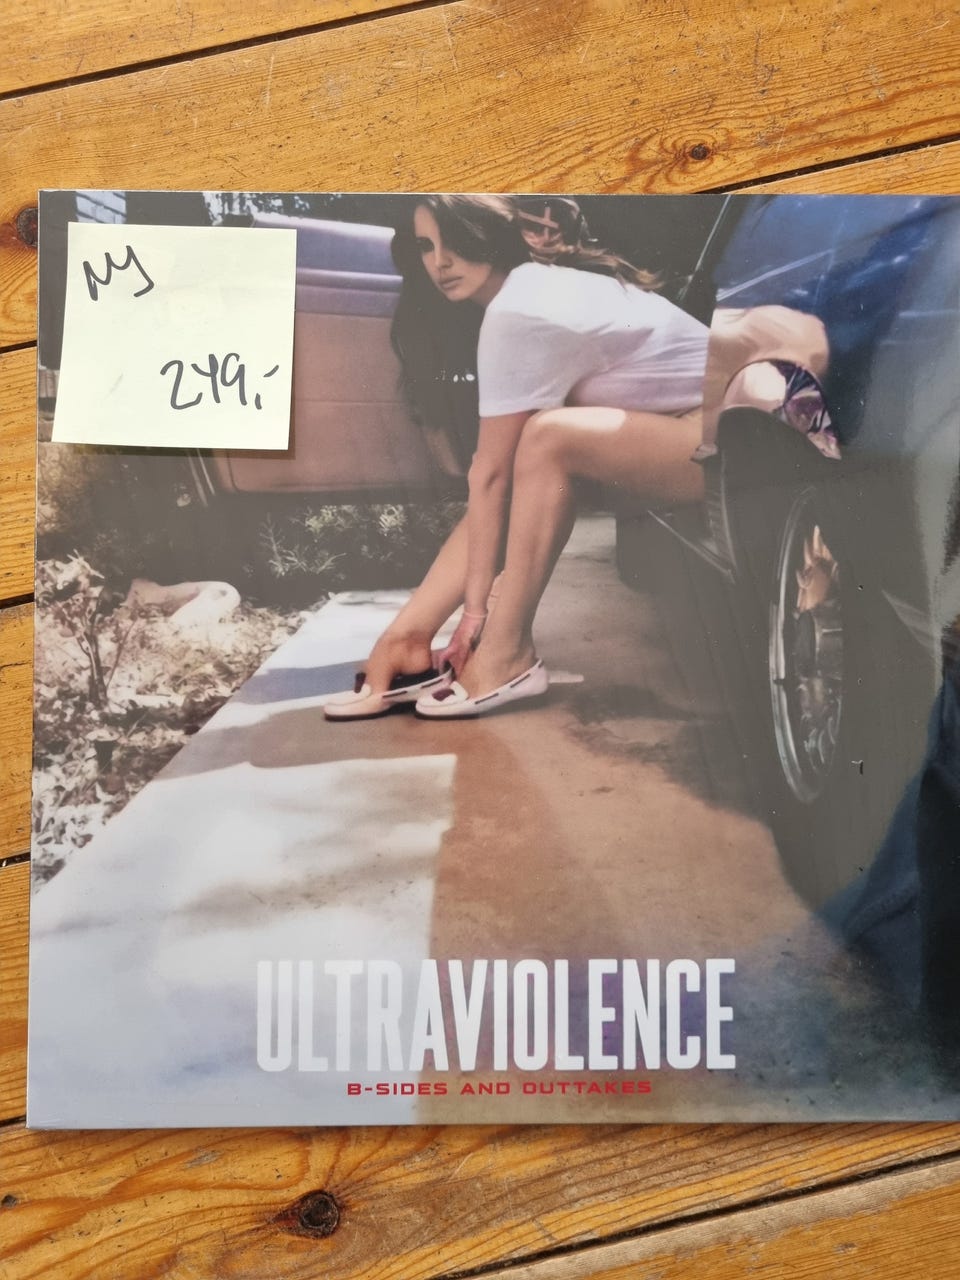 NY
249,-
ULTRAVIOLENCE
B-SIDES AND OUTTAKES